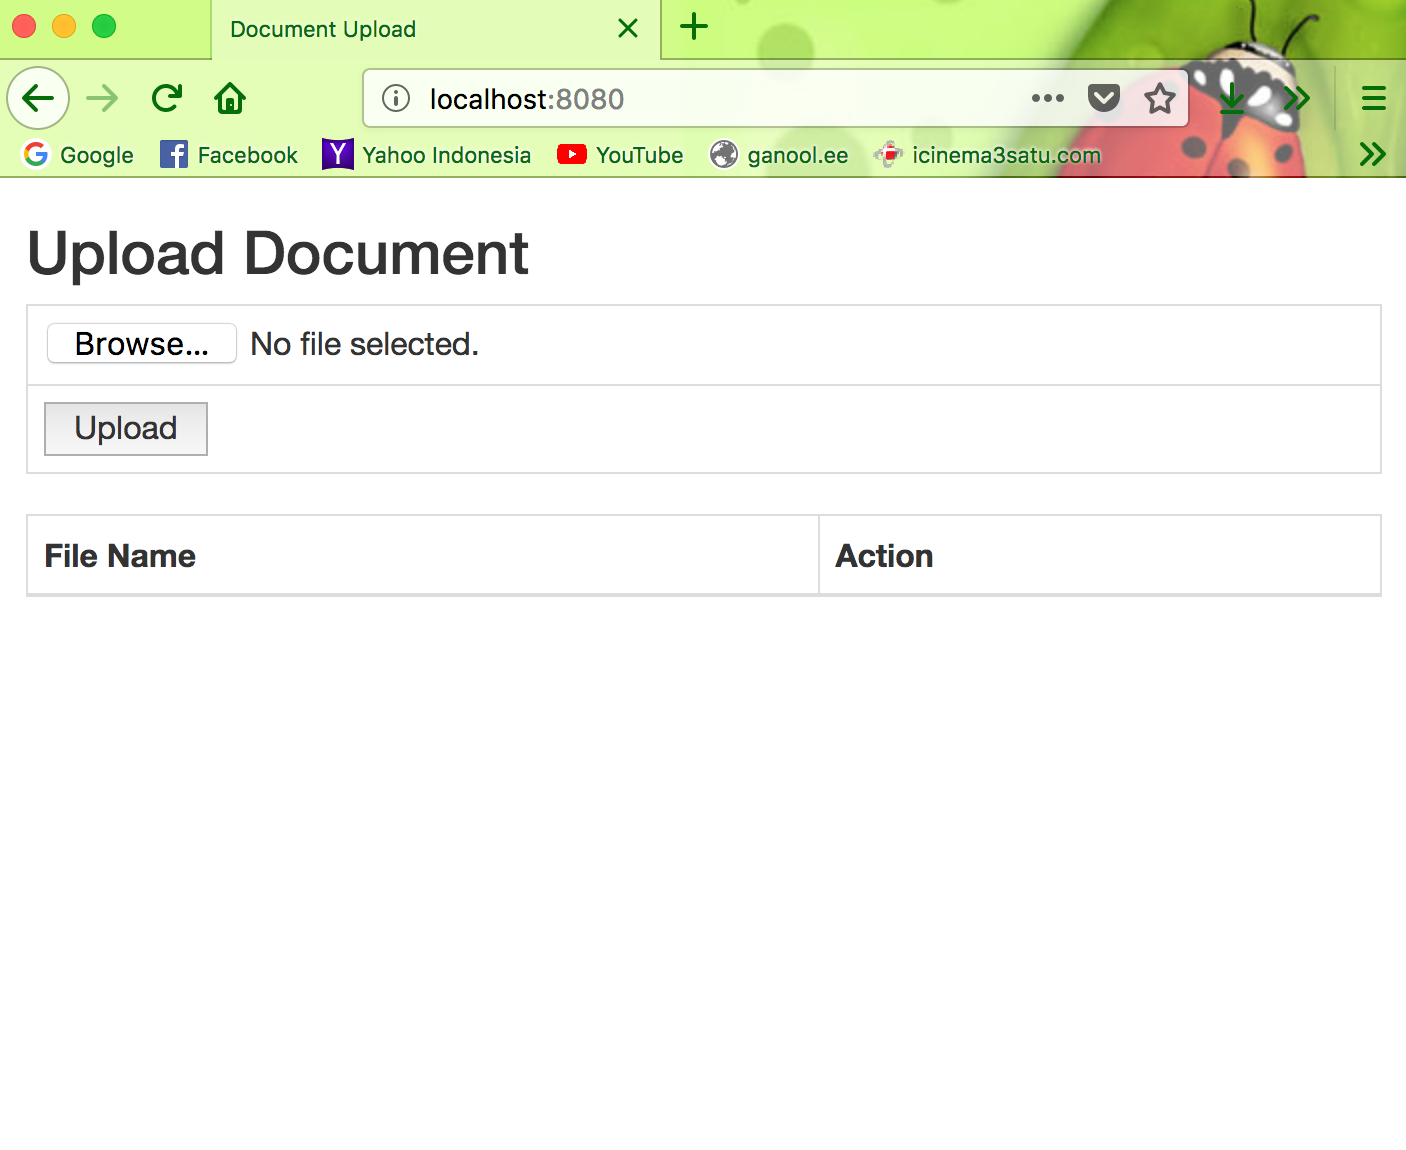 Document Upload
localhost:8080
Google Facebook Yahoo Indonesia YouTube ganool.ee icinema3satu.com
Upload Document
Browse... No file selected.
Upload
File Name Action